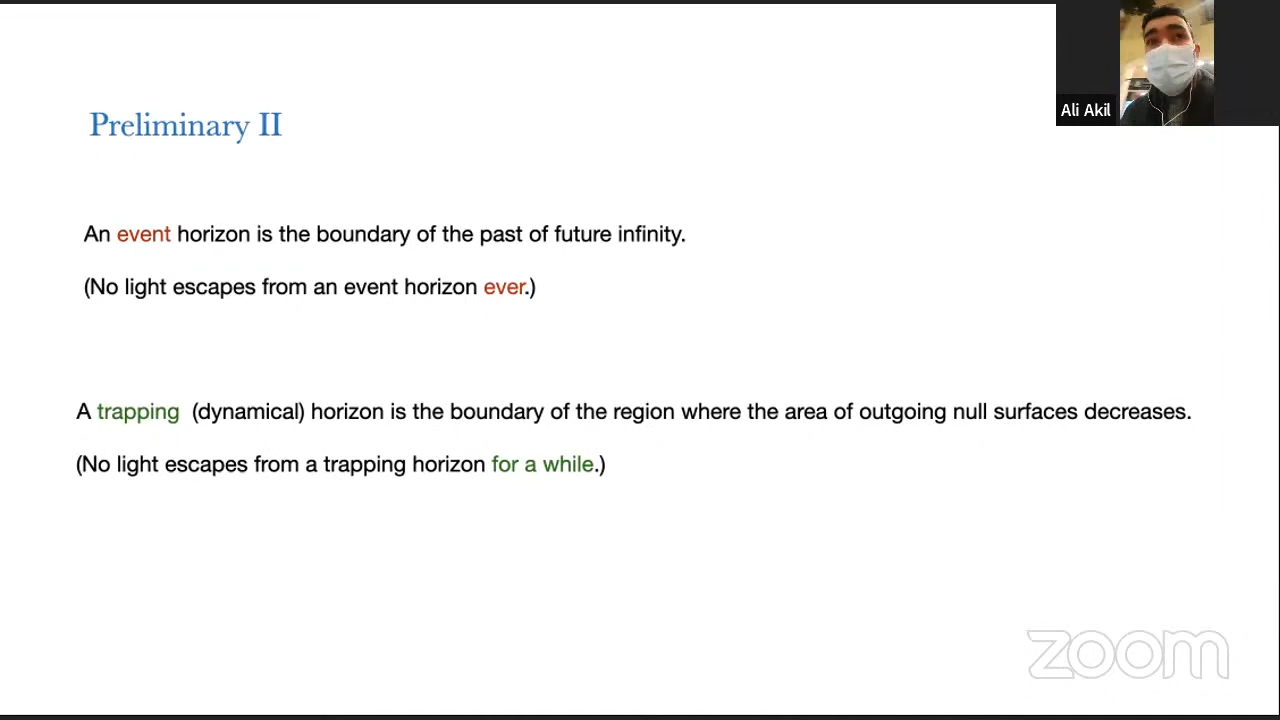 Ali Akil
Preliminary II
An event horizon is the boundary of the past of future infinity.
(No light escapes from an event horizon ever.)
A trapping (dynamical) horizon is the boundary of the region where the area of outgoing null surfaces decreases.
(No light escapes from a trapping horizon for a while.)
zoom